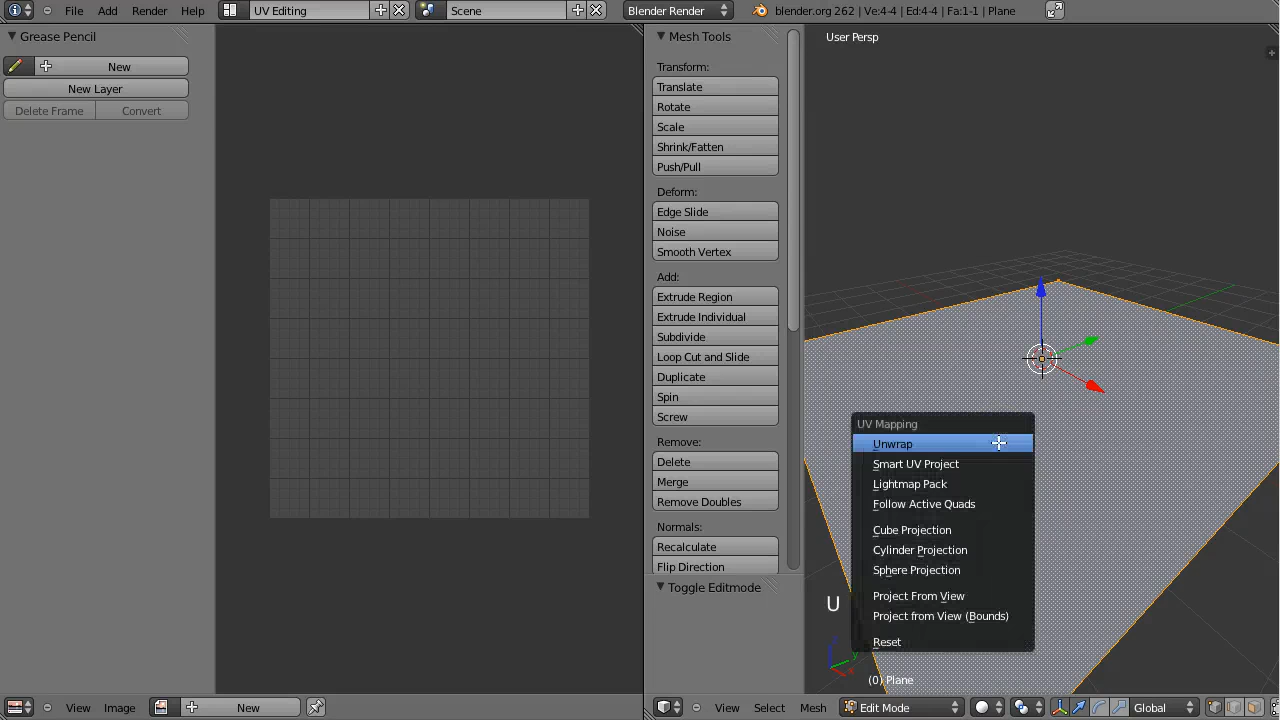 File Add Render Help UV Editing Scene Blender Render blender.org 262 | Ve:4-4 | Ed:4-4 | Fa:1-1 | Plane
Grease Pencil
New
New Layer
Delete Frame Convert
Mesh Tools
Transform:
Translate
Rotate
Scale
Shrink/Fatten
Push/Pull
Deform:
Edge Slide
Noise
Smooth Vertex
Add:
Extrude Region
Extrude Individual
Subdivide
Loop Cut and Slide
Duplicate
Spin
Screw
Remove:
Delete
Merge
Remove Doubles
Normals:
Recalculate
Flip Direction
Toggle Editmode
User Persp
UV Mapping
Unwrap
Smart UV Project
Lightmap Pack
Follow Active Quads
Cube Projection
Cylinder Projection
Sphere Projection
Project From View
Project from View (Bounds)
Reset
U
(0) Plane
View Image New
View Select Mesh Edit Mode Global